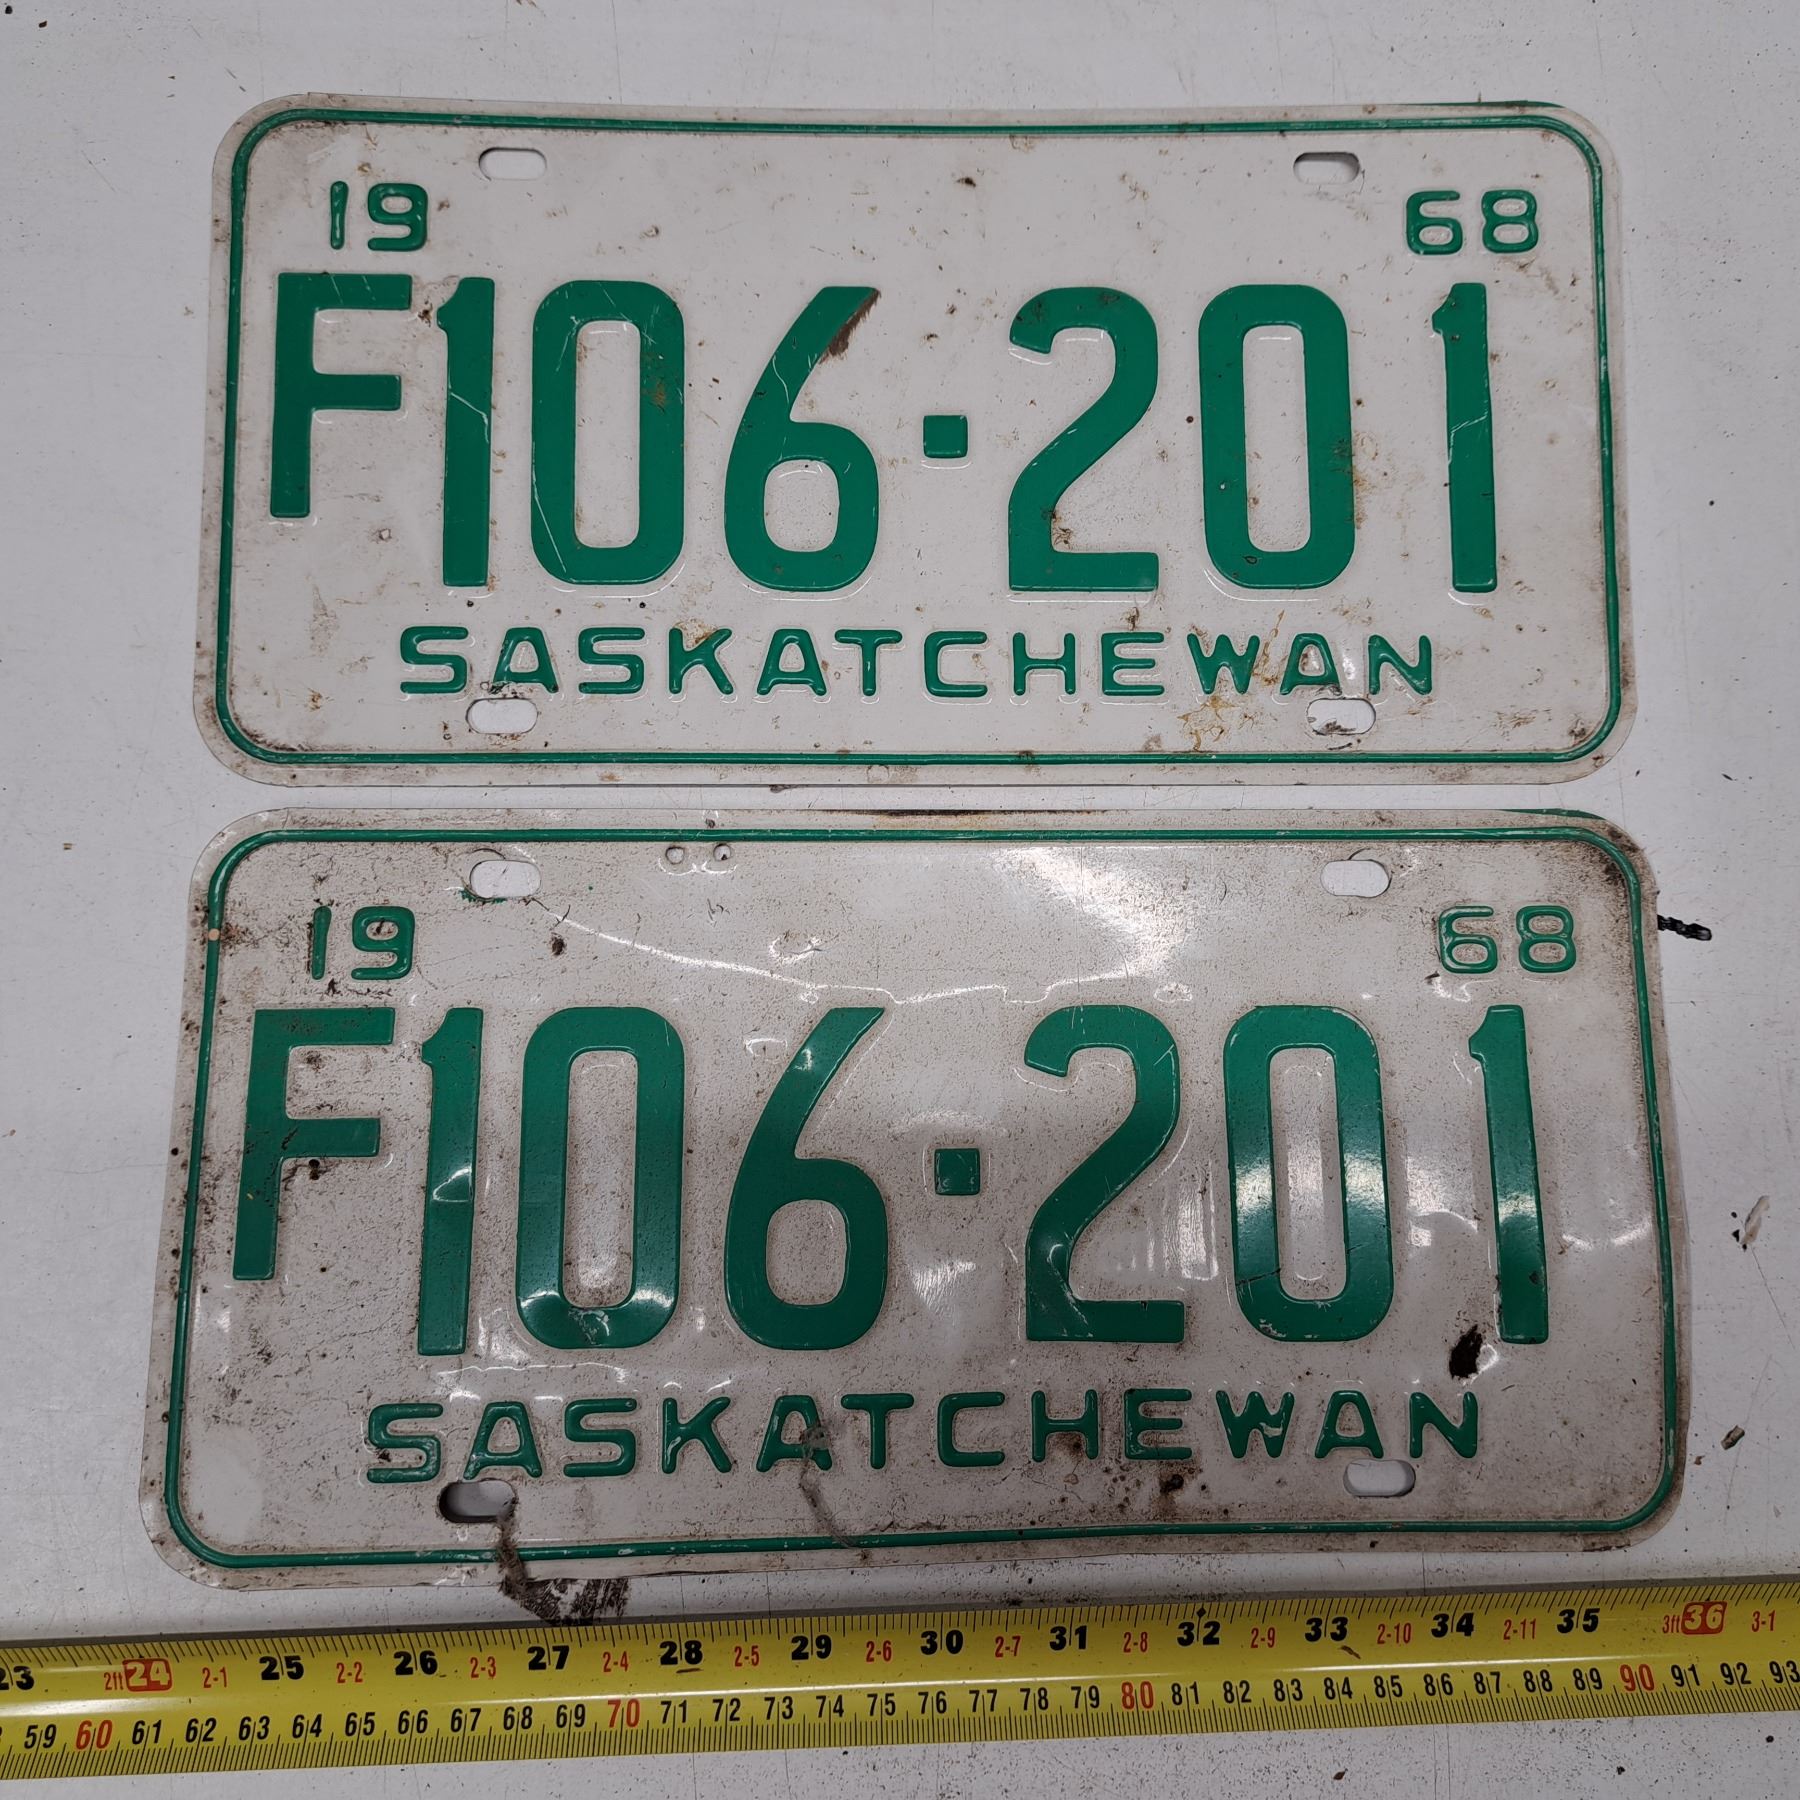 19 68
F106·201
SASKATCHEWAN
19 68
F106·201
SASKATCHEWAN
23 2ft 24 2-1 25 2-2 26 2-3 27 2-4 28 2-5 29 2-6 30 2-7 31 2-8 32 2-9 33 2-10 34 2-11 35 3ft 36 3-1
59 60 61 62 63 64 65 66 67 68 69 70 71 72 73 74 75 76 77 78 79 80 81 82 83 84 85 86 87 88 89 90 91 92 93